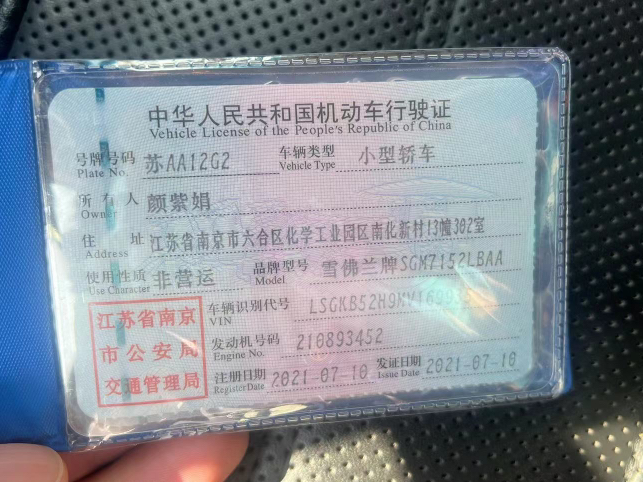 中华人民共和国机动车行驶证
Vehicle License of the People's Republic of China
号牌号码 苏AA12G2 车辆类型 小型轿车
Plate No. Vehicle Type
所有人 颜紫娟
Owner
住址 江苏省南京市六合区化学工业园区南化新村13幢302室
Address
使用性质 非营运 品牌型号 雪佛兰牌SGM7152LBAA
Use Character Model
江苏省南京
市公安局
交通管理局
车辆识别代号
VIN
发动机号码 210893452
Engine No.
注册日期 2021-07-10 发证日期 2021-07-10
Register Date Issue Date